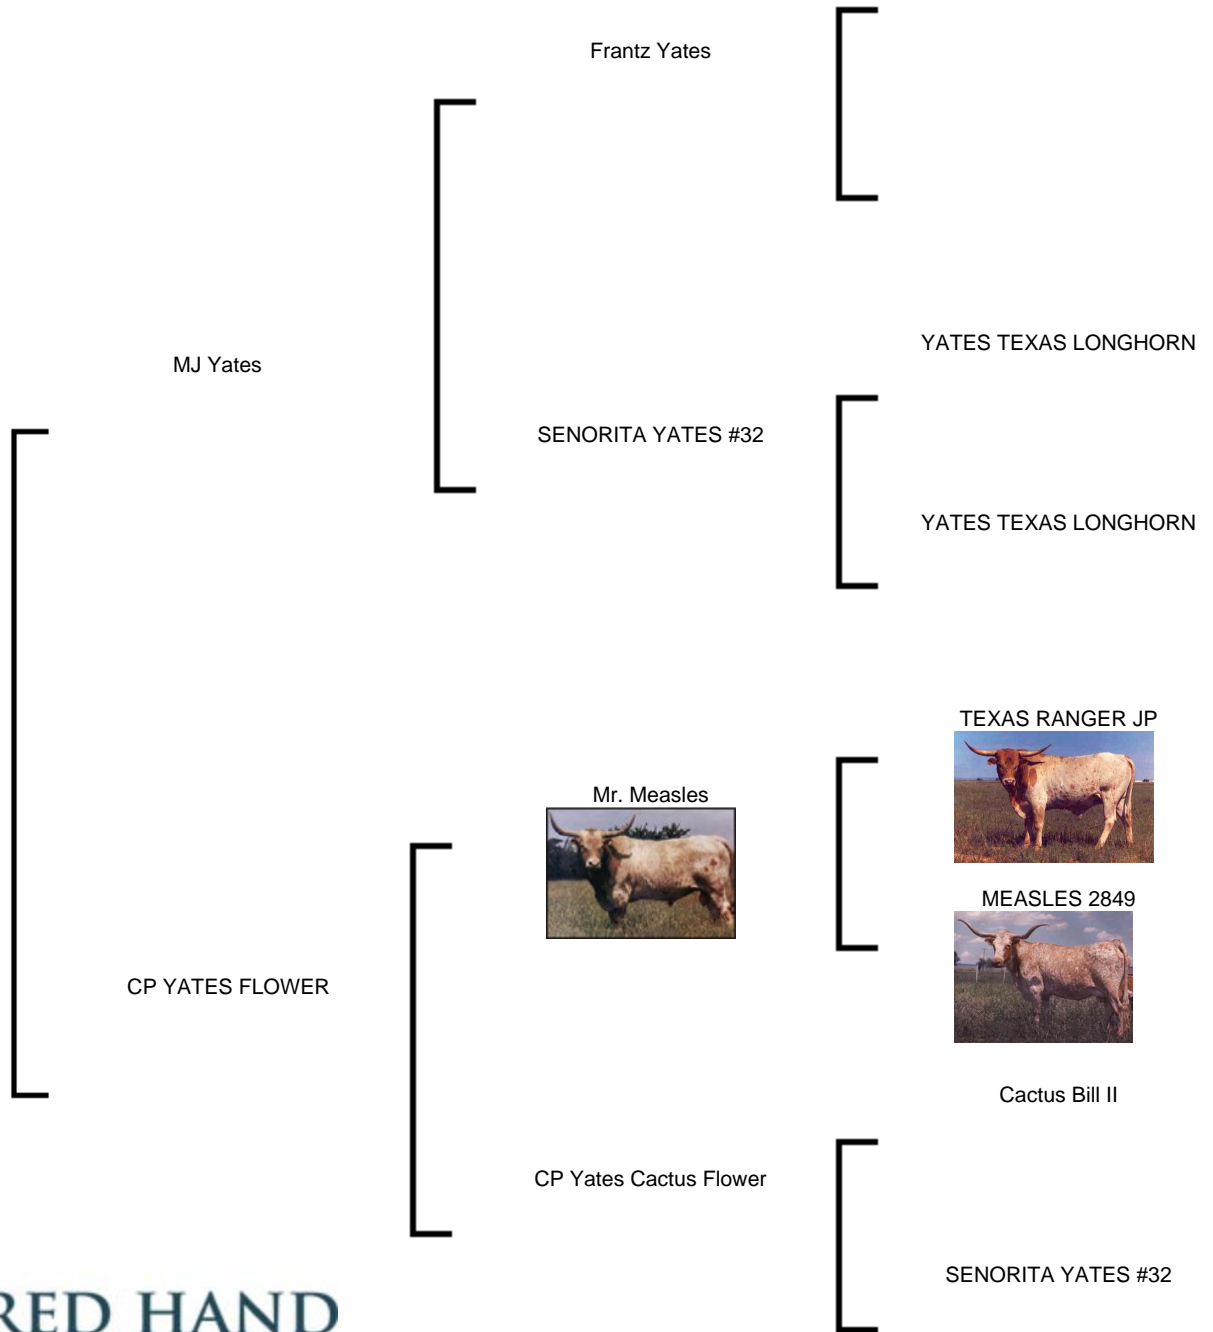 Frantz Yates
YATES TEXAS LONGHORN
MJ Yates
SENORITA YATES #32
YATES TEXAS LONGHORN
TEXAS RANGER JP
Mr. Measles
MEASLES 2849
CP YATES FLOWER
Cactus Bill II
CP Yates Cactus Flower
SENORITA YATES #32
RED HAND